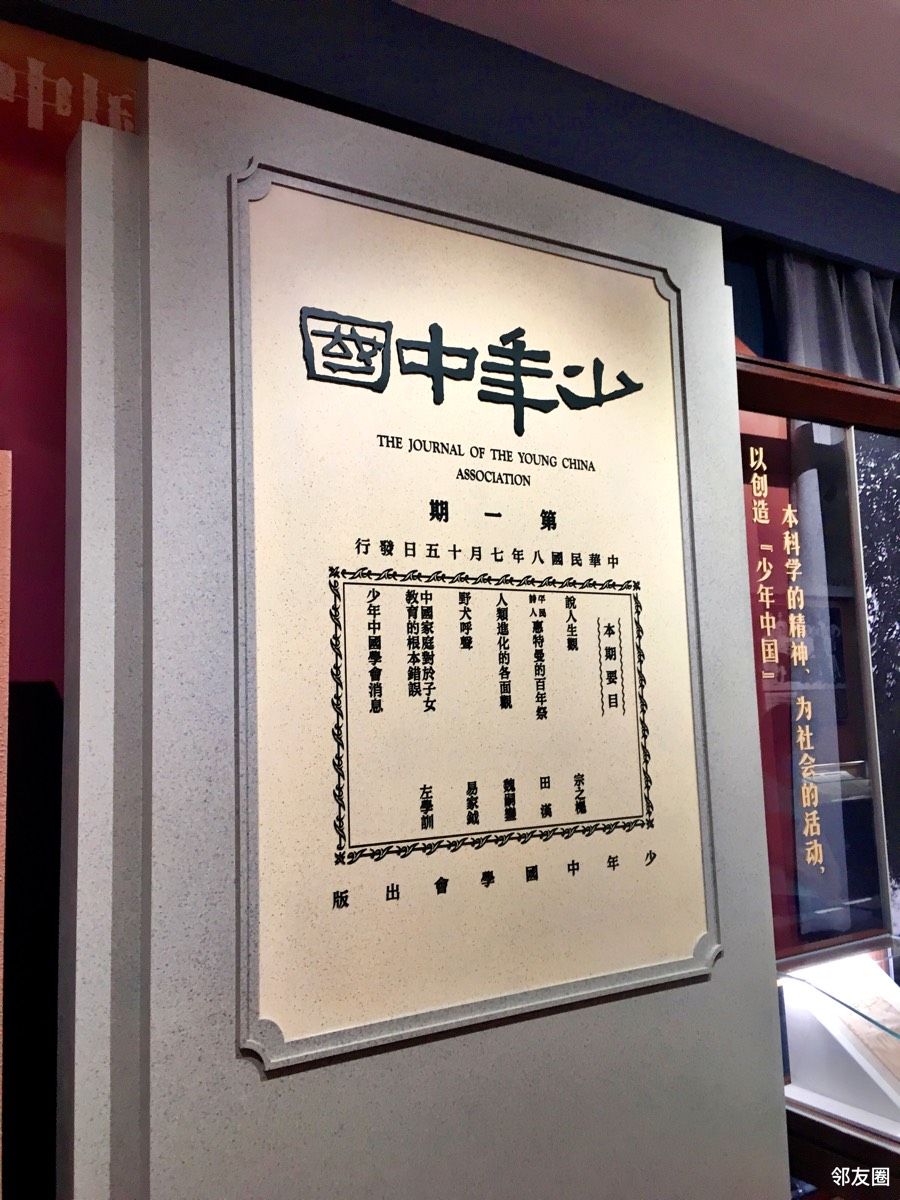 少年中國
THE JOURNAL OF THE YOUNG CHINA
ASSOCIATION
第一期
中華民國八年七月十五日發行
本期要目
說人生觀 宗之櫆
平民詩人 惠特曼的百年祭 田漢
人類進化的各面觀 魏嗣鑾
野犬呼聲 易家鉞
中國家庭對於子女
教育的根本錯誤 左學訓
少年中國學會消息
少年中國學會出版
本科学的精神、为社会的活动，
以创造『少年中国』
邻友圈